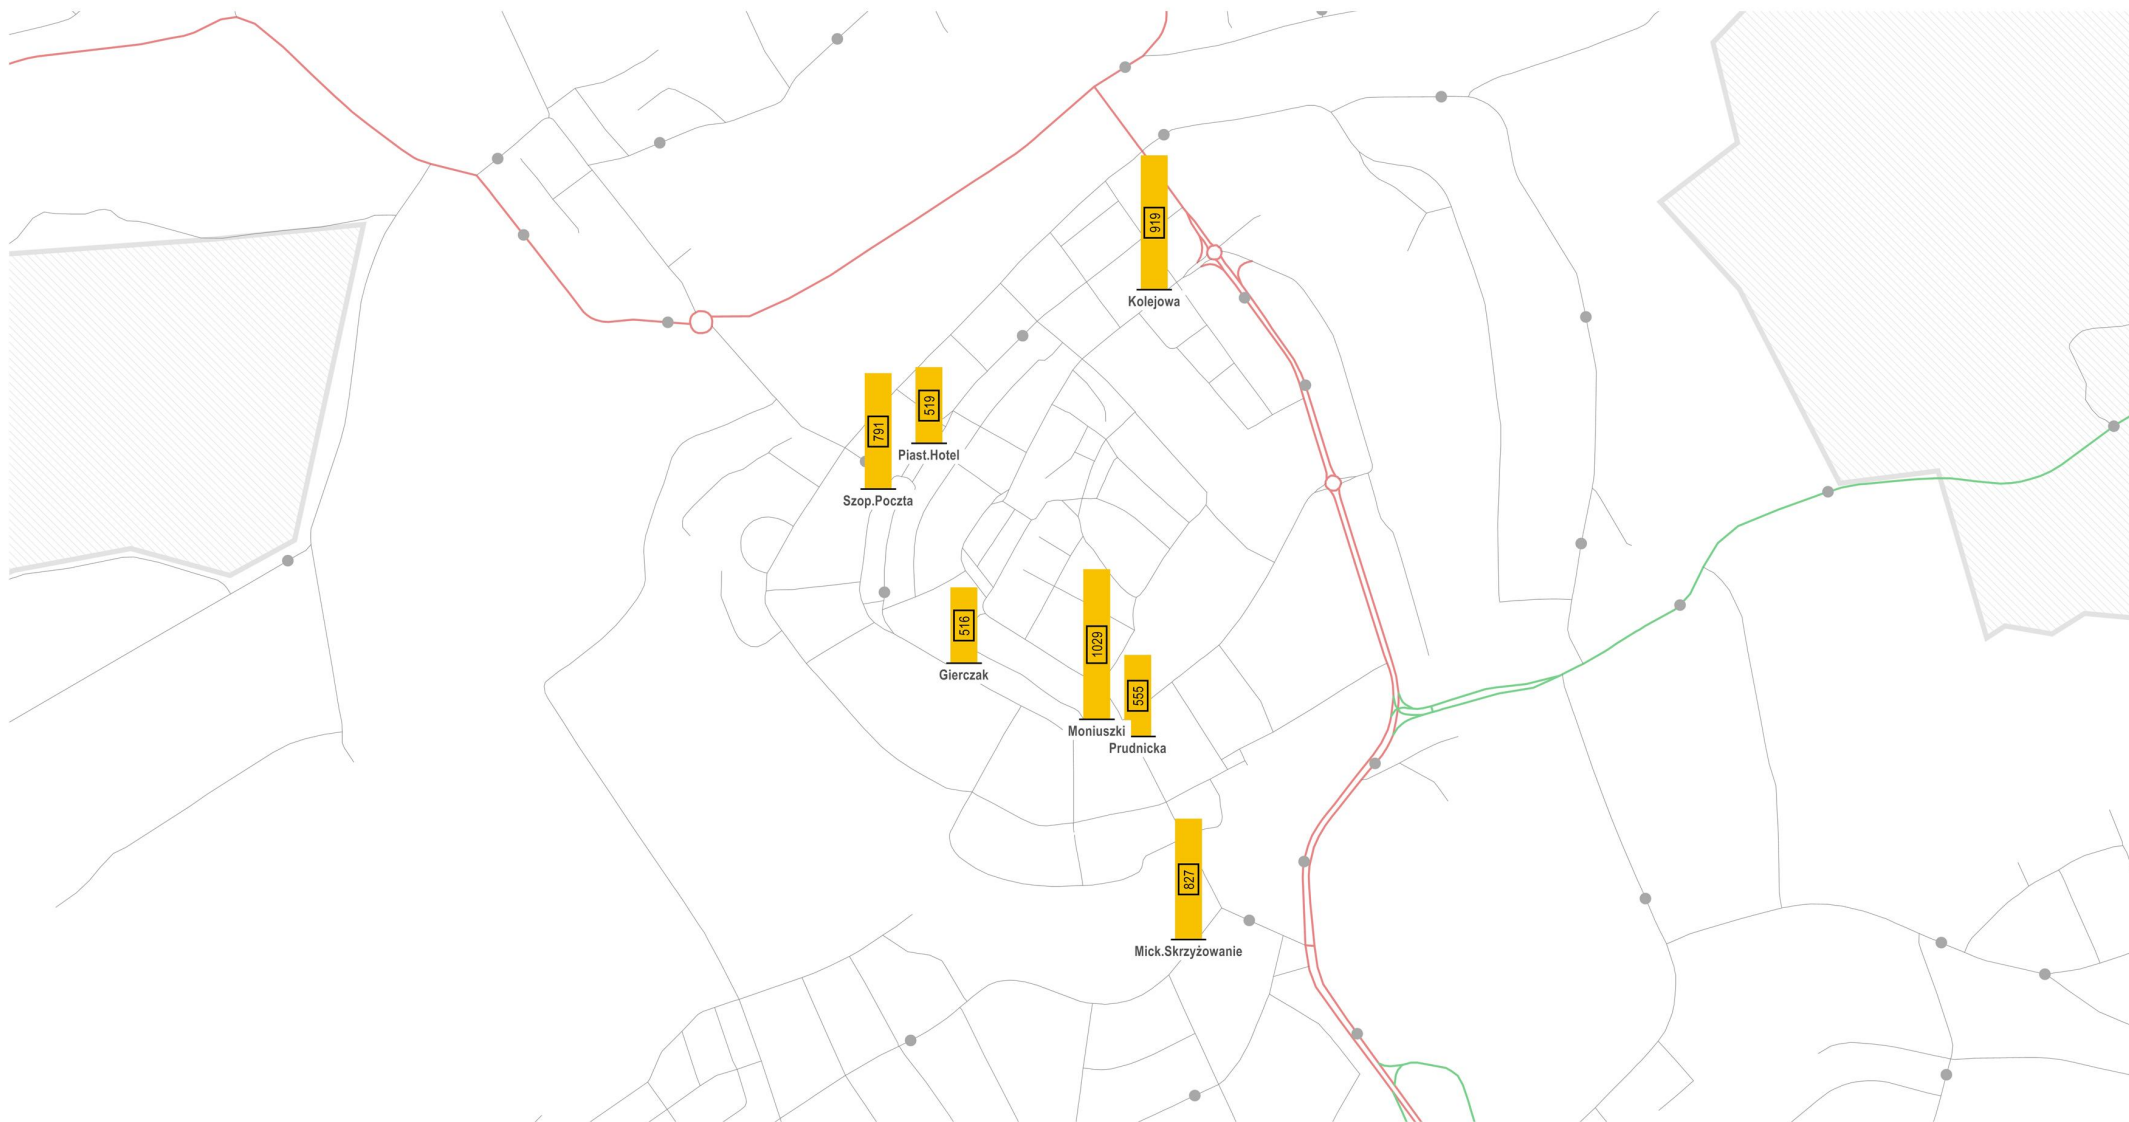 919
Kolejowa
519
Piast.Hotel
791
Szop.Poczta
516
Gierczak
1029
Moniuszki
555
Prudnicka
827
Mick.Skrzyżowanie